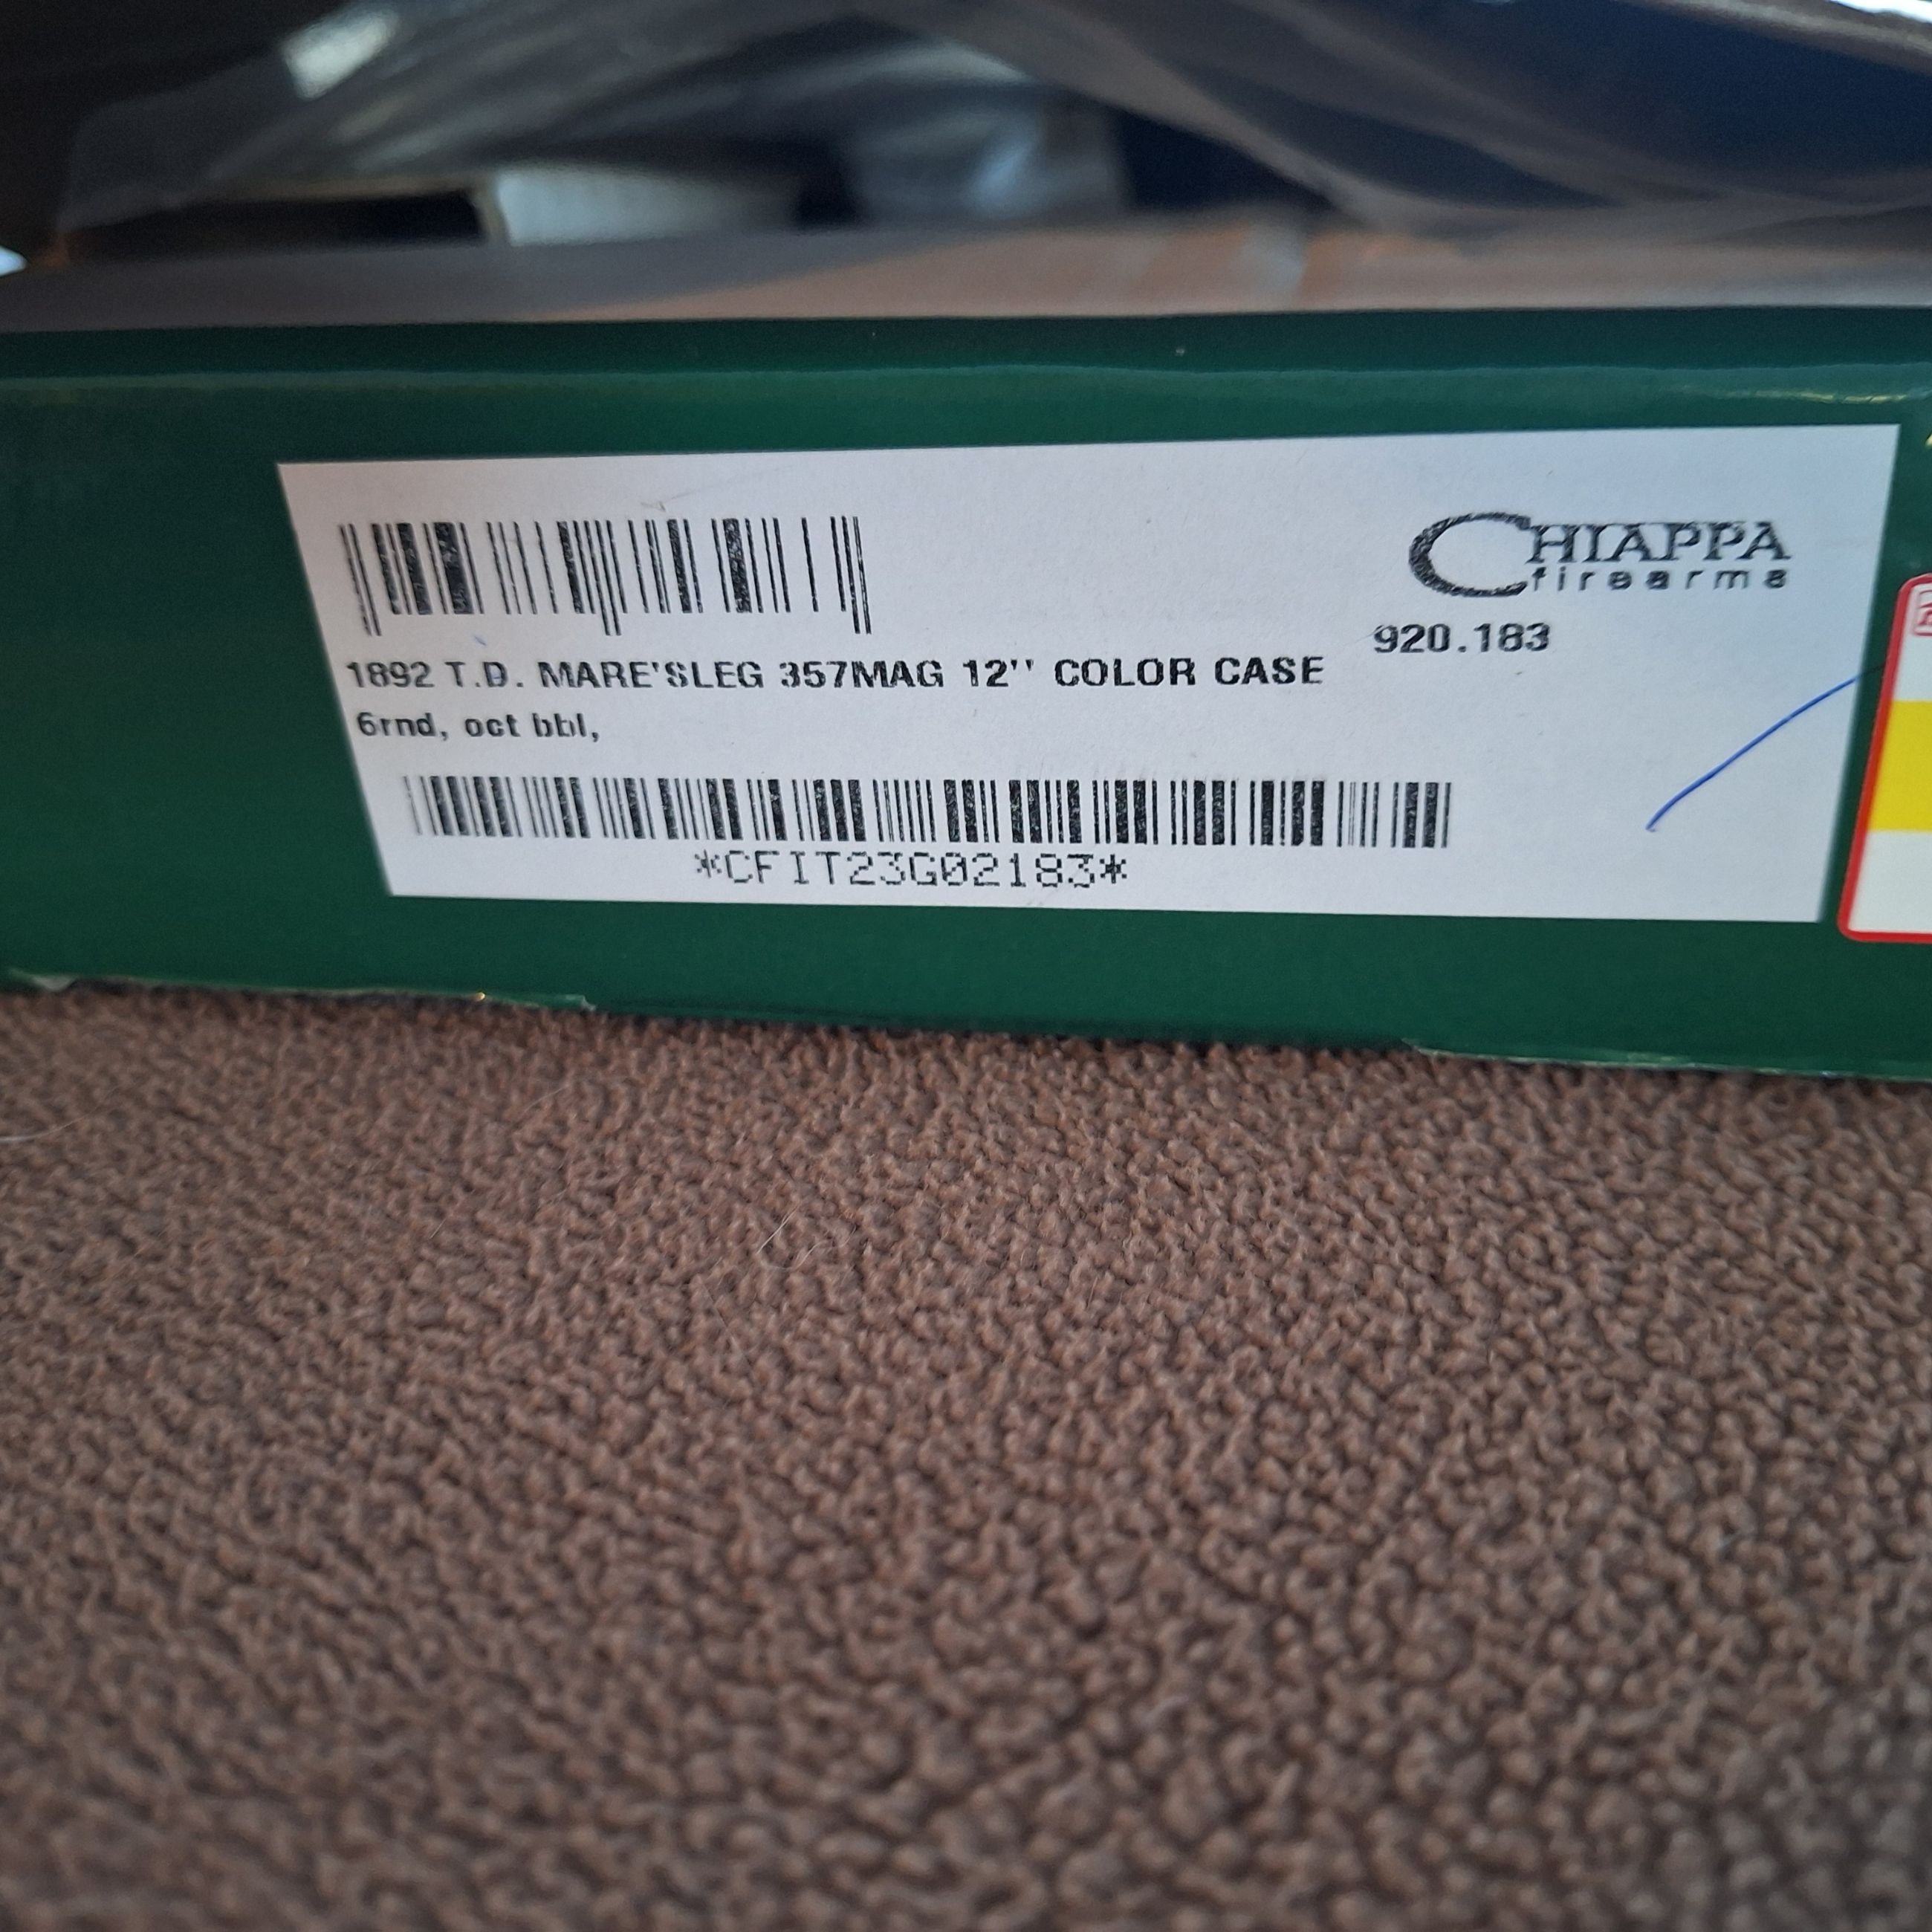 CHIAPPA
firearms
920.183
1892 T.D. MARE'SLEG 357MAG 12'' COLOR CASE
6rnd, oct bbl,
*CFIT23G02183*